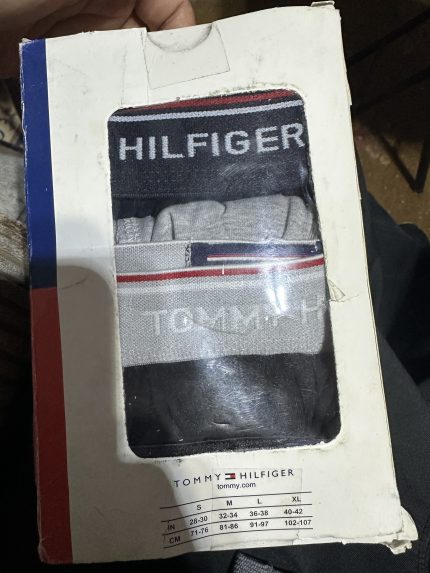 HILFIGER
TOMMY H
TOMMY HILFIGER
tommy.com
S M L XL
IN 28-30 32-34 36-38 40-42
CM 71-76 81-86 91-97 102-107